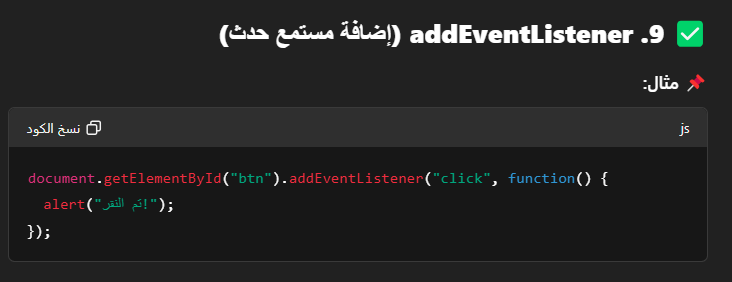 ✅ 9. addEventListener (إضافة مستمع حدث)
📌 مثال:
js
نسخ الكود
document.getElementById("btn").addEventListener("click", function() {
alert("تم النقر!");
});